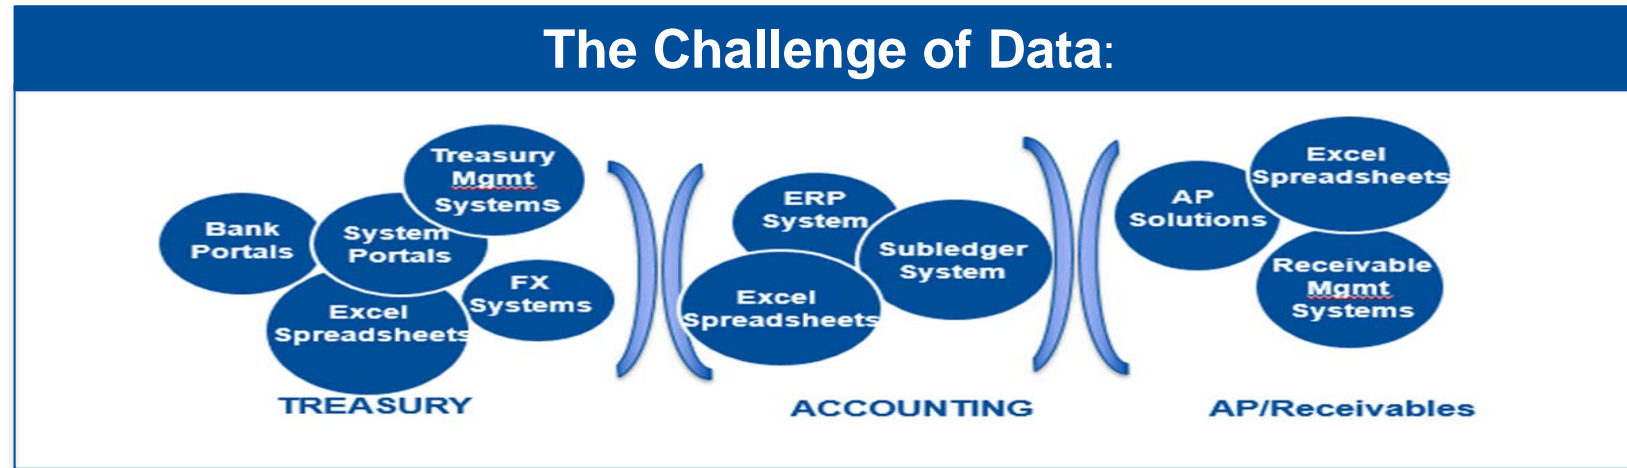 The Challenge of Data:
Treasury
Mgmt
Systems
Bank
Portals
System
Portals
FX
Systems
Excel
Spreadsheets
TREASURY
ERP
System
Subledger
System
Excel
Spreadsheets
ACCOUNTING
Excel
Spreadsheets
AP
Solutions
Receivable
Mgmt
Systems
AP/Receivables